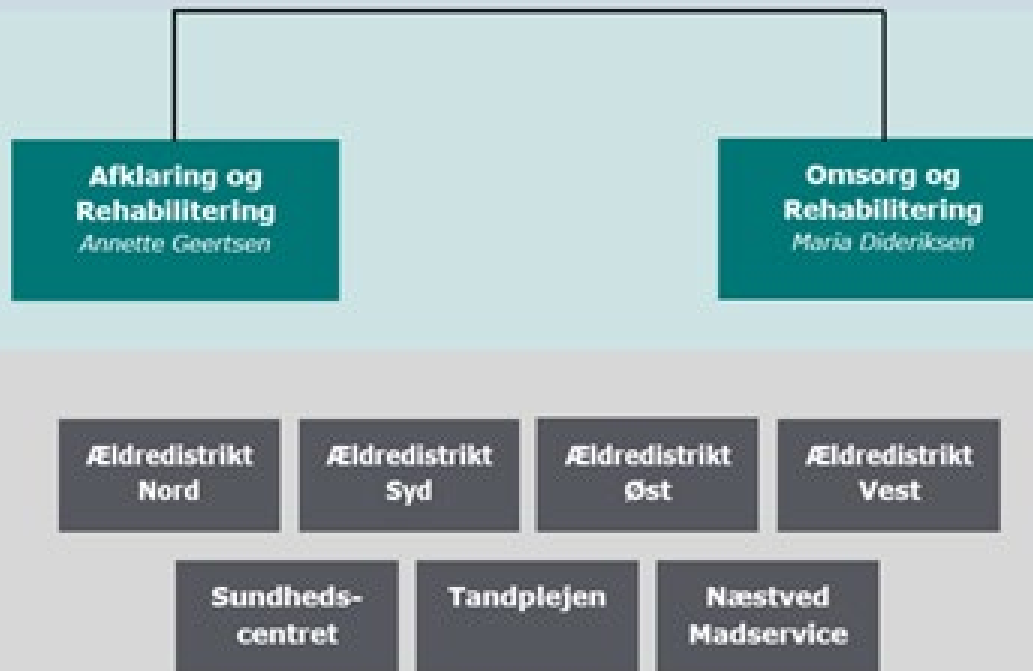 Afklaring og
Rehabilitering
Annette Geertsen
Omsorg og
Rehabilitering
Maria Dideriksen
Ældredistrikt
Nord
Ældredistrikt
Syd
Ældredistrikt
Øst
Ældredistrikt
Vest
Sundheds-
centret
Tandplejen
Næstved
Madservice